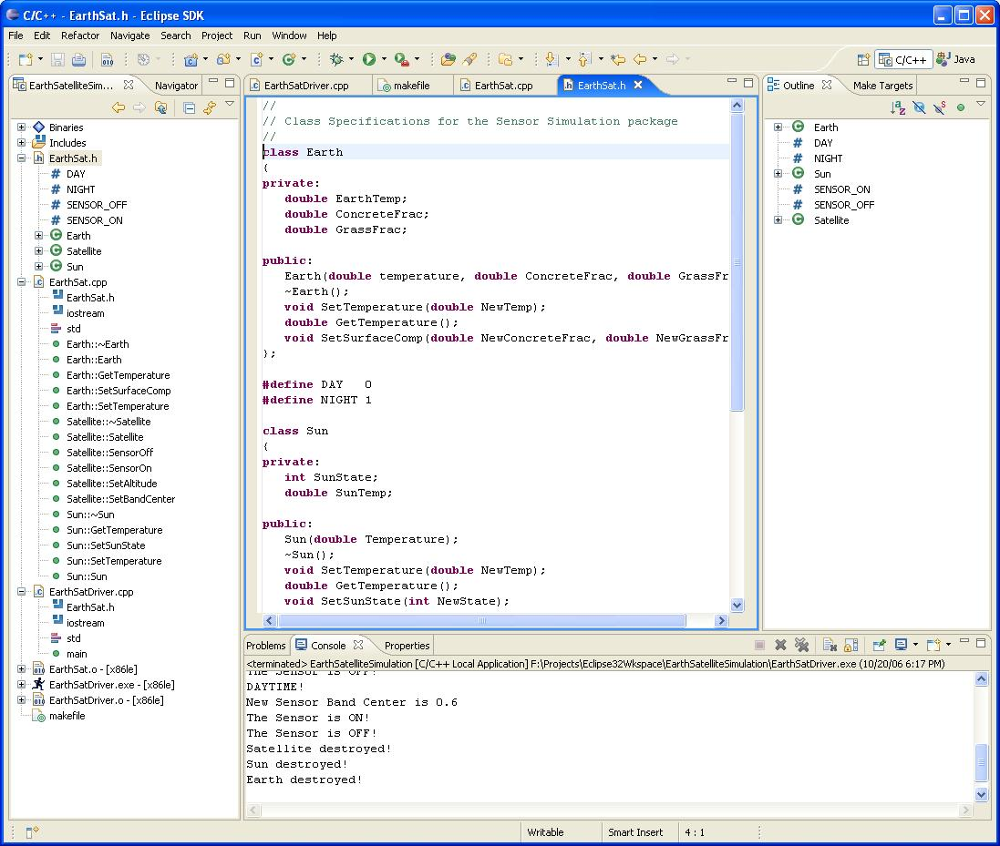 C/C++ - EarthSat.h - Eclipse SDK
File Edit Refactor Navigate Search Project Run Window Help
C/C++ Java
EarthSatelliteSim... Navigator
Binaries
Includes
EarthSat.h
DAY
NIGHT
SENSOR_OFF
SENSOR_ON
Earth
Satellite
Sun
EarthSat.cpp
EarthSat.h
iostream
std
Earth::~Earth
Earth::Earth
Earth::GetTemperature
Earth::SetSurfaceComp
Earth::SetTemperature
Satellite::~Satellite
Satellite::Satellite
Satellite::SensorOff
Satellite::SensorOn
Satellite::SetAltitude
Satellite::SetBandCenter
Sun::~Sun
Sun::GetTemperature
Sun::SetSunState
Sun::SetTemperature
Sun::Sun
EarthSatDriver.cpp
EarthSat.h
iostream
std
main
EarthSat.o - [x86le]
EarthSatDriver.exe - [x86le]
EarthSatDriver.o - [x86le]
makefile
EarthSatDriver.cpp makefile EarthSat.cpp EarthSat.h
//
// Class Specifications for the Sensor Simulation package
//
class Earth
{
private:
double EarthTemp;
double ConcreteFrac;
double GrassFrac;
public:
Earth(double temperature, double ConcreteFrac, double GrassFr
~Earth();
void SetTemperature(double NewTemp);
double GetTemperature();
void SetSurfaceComp(double NewConcreteFrac, double NewGrassFr
};
#define DAY 0
#define NIGHT 1
class Sun
{
private:
int SunState;
double SunTemp;
public:
Sun(double Temperature);
~Sun();
void SetTemperature(double NewTemp);
double GetTemperature();
void SetSunState(int NewState);
Outline Make Targets
Earth
DAY
NIGHT
Sun
SENSOR_ON
SENSOR_OFF
Satellite
Problems Console Properties
<terminated> EarthSatelliteSimulation [C/C++ Local Application] F:\Projects\Eclipse32Wkspace\EarthSatelliteSimulation\EarthSatDriver.exe (10/20/06 6:17 PM)
The Sensor is OFF!
DAYTIME!
New Sensor Band Center is 0.6
The Sensor is ON!
The Sensor is OFF!
Satellite destroyed!
Sun destroyed!
Earth destroyed!
Writable Smart Insert 4 : 1